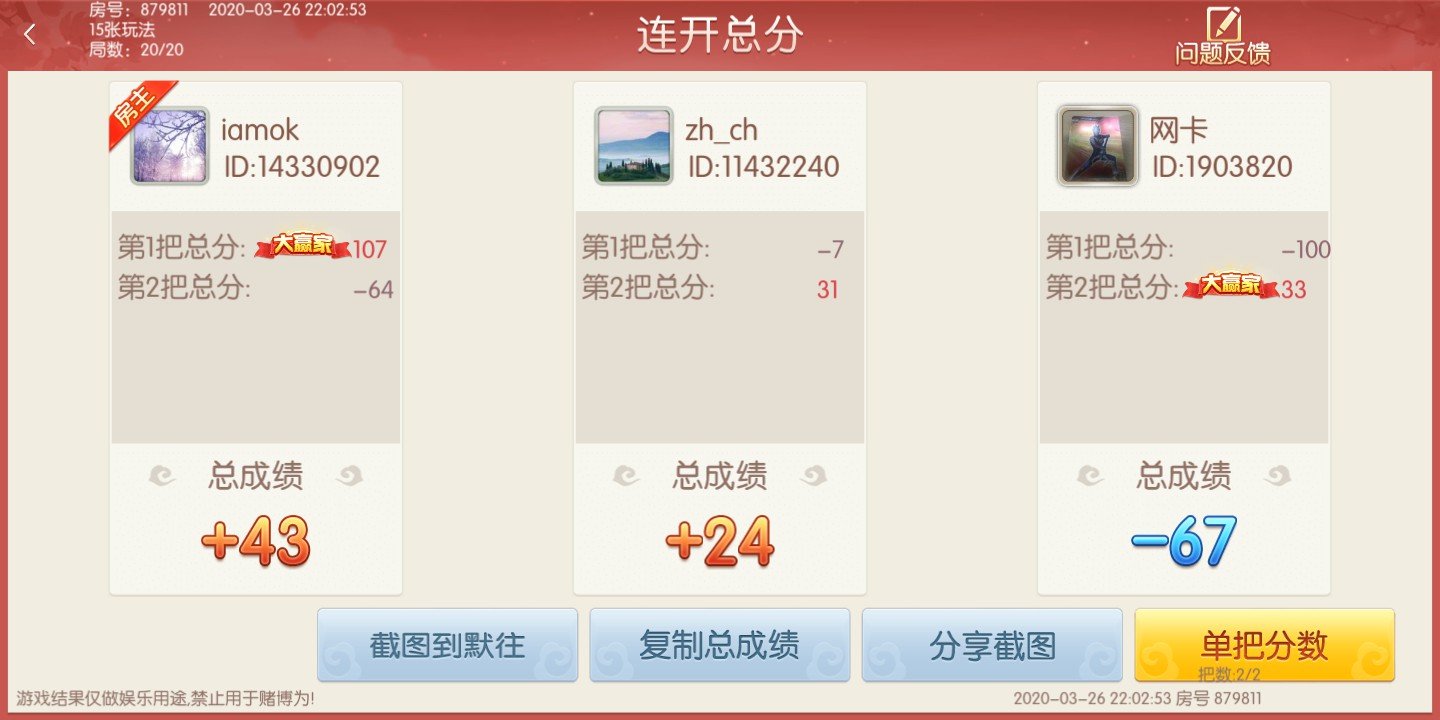 房号：879811 2020-03-26 22:02:53
15张玩法
局数：20/20
连开总分
问题反馈
房主
iamok
ID:14330902
第1把总分: 大赢家 107
第2把总分: -64
总成绩
+43
zh_ch
ID:11432240
第1把总分: -7
第2把总分: 31
总成绩
+24
网卡
ID:1903820
第1把总分: -100
第2把总分: 大赢家 33
总成绩
-67
截图到默往
复制总成绩
分享截图
单把分数
把数:2/2
游戏结果仅做娱乐用途,禁止用于赌博为!
2020-03-26 22:02:53 房号 879811